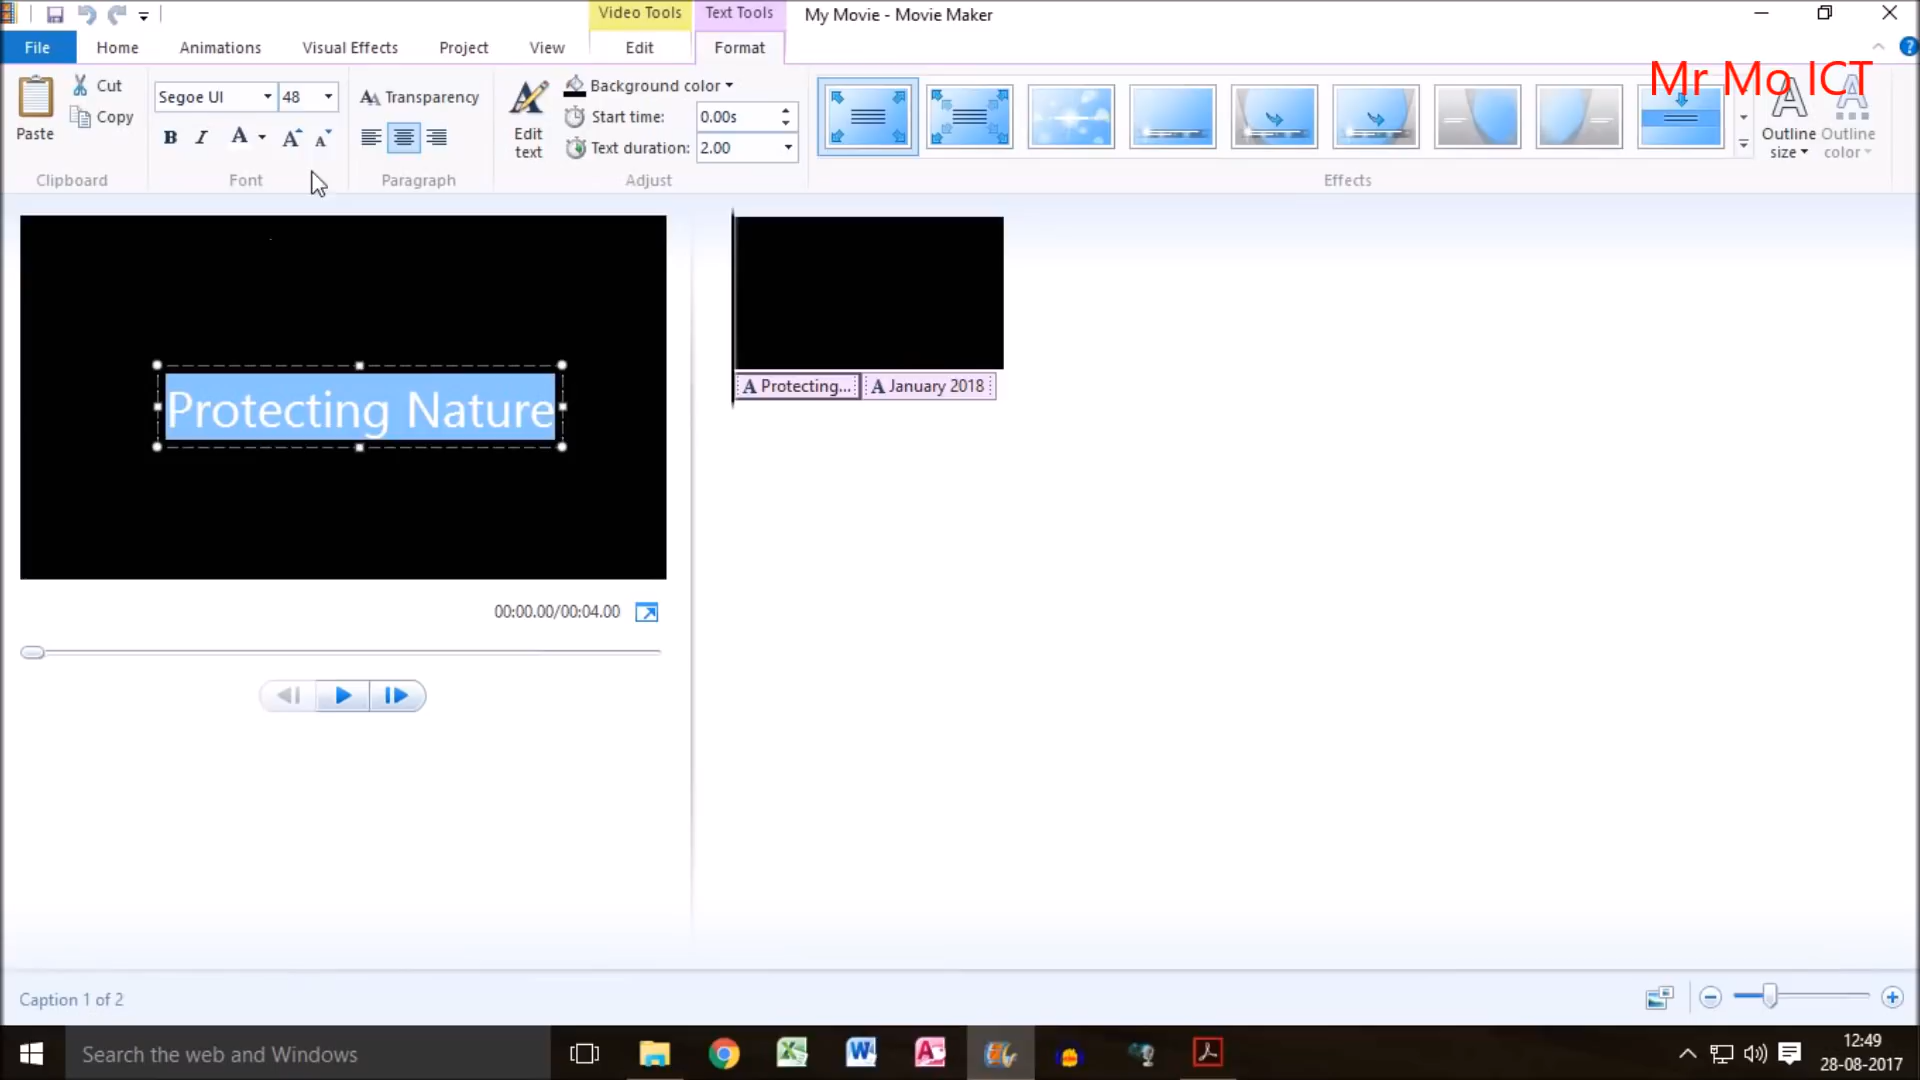 Video Tools
Text Tools
My Movie - Movie Maker
File
Home
Animations
Visual Effects
Project
View
Edit
Format
Mr Mo ICT
Paste
Cut
Copy
Clipboard
Segoe UI
48
Font
Transparency
Paragraph
Edit
text
Background color
Start time:
0.00s
Text duration:
2.00
Adjust
Effects
Outline
size
Outline
color
Protecting Nature
A Protecting...
A January 2018
00:00.00/00:04.00
Caption 1 of 2
Search the web and Windows
12:49
28-08-2017